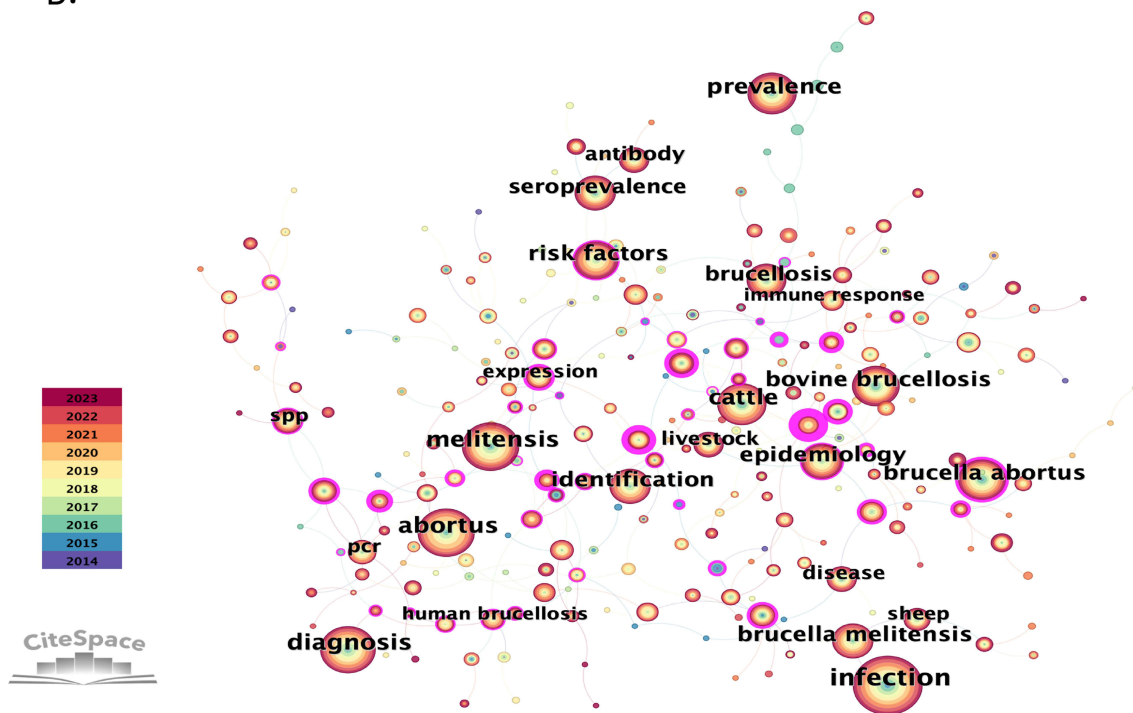 B.
prevalence
antibody
seroprevalence
risk factors
brucellosis
immune response
expression
bovine brucellosis
cattle
spp
melitensis
livestock
epidemiology
identification
brucella abortus
abortus
pcr
disease
human brucellosis
sheep
diagnosis
brucella melitensis
infection
2023
2022
2021
2020
2019
2018
2017
2016
2015
2014
CiteSpace